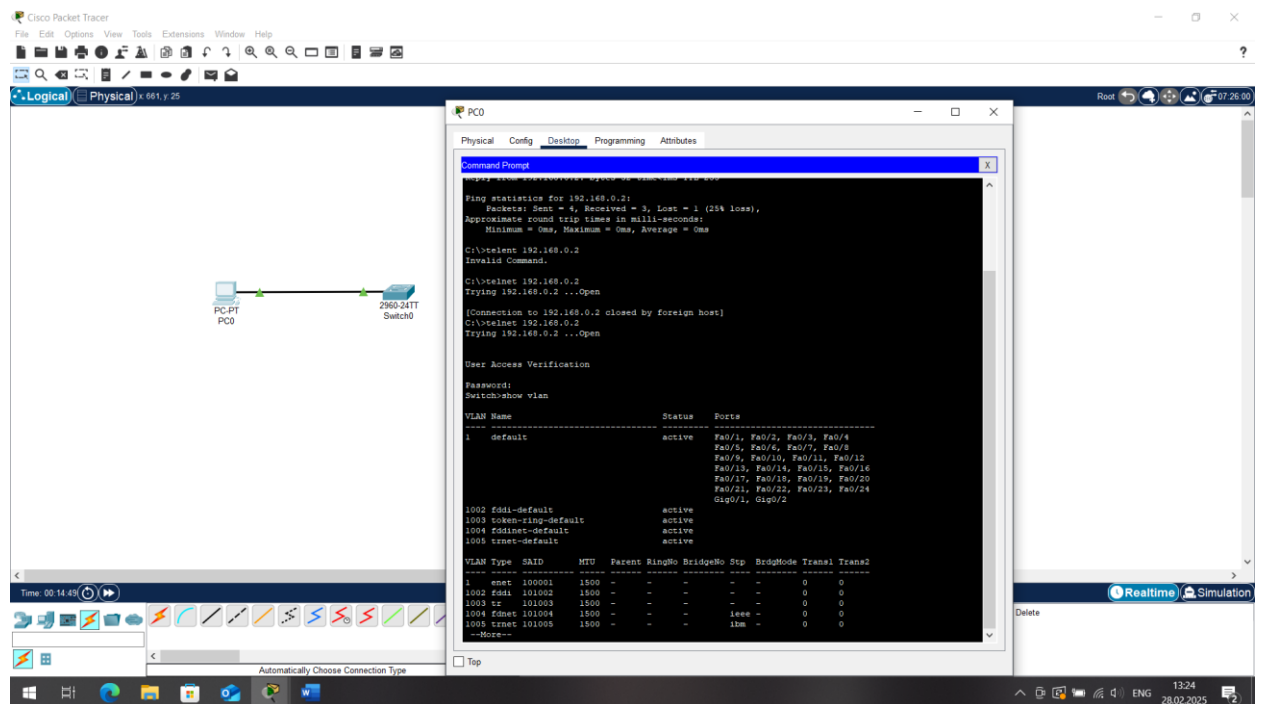 Cisco Packet Tracer
File Edit Options View Tools Extensions Window Help
?
Logical Physical x: 661, y: 25
Root 07:26:00
PC-PT
PC0
2960-24TT
Switch0
PC0
Physical Config Desktop Programming Attributes
Command Prompt X
Ping statistics for 192.168.0.2:
Packets: Sent = 4, Received = 3, Lost = 1 (25% loss),
Approximate round trip times in milli-seconds:
Minimum = 0ms, Maximum = 0ms, Average = 0ms
C:\>telent 192.168.0.2
Invalid Command.
C:\>telnet 192.168.0.2
Trying 192.168.0.2 ...Open
[Connection to 192.168.0.2 closed by foreign host]
C:\>telnet 192.168.0.2
Trying 192.168.0.2 ...Open
User Access Verification
Password:
Switch>show vlan
VLAN Name Status Ports
---- -------------------------------- --------- -------------------------------
1 default active Fa0/1, Fa0/2, Fa0/3, Fa0/4
Fa0/5, Fa0/6, Fa0/7, Fa0/8
Fa0/9, Fa0/10, Fa0/11, Fa0/12
Fa0/13, Fa0/14, Fa0/15, Fa0/16
Fa0/17, Fa0/18, Fa0/19, Fa0/20
Fa0/21, Fa0/22, Fa0/23, Fa0/24
Gig0/1, Gig0/2
1002 fddi-default active
1003 token-ring-default active
1004 fddinet-default active
1005 trnet-default active
VLAN Type SAID MTU Parent RingNo BridgeNo Stp BrdgMode Trans1 Trans2
---- ----- ---------- ----- ------ ------ -------- ---- -------- ------ ------
1 enet 100001 1500 - - - - - 0 0
1002 fddi 101002 1500 - - - - - 0 0
1003 tr 101003 1500 - - - - - 0 0
1004 fdnet 101004 1500 - - - ieee - 0 0
1005 trnet 101005 1500 - - - ibm - 0 0
--More--
Top
Time: 00:14:49
Realtime Simulation
Delete
Automatically Choose Connection Type
ENG
13:24
28.02.2025
2